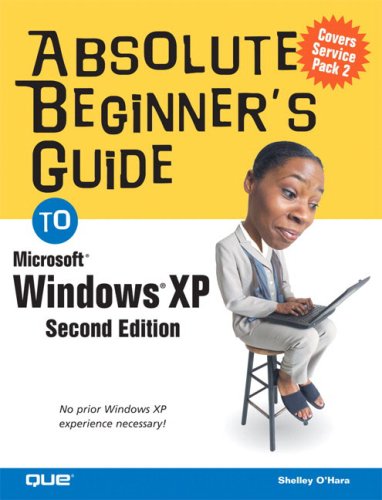 ABSOLUTE
BEGINNER'S
GUIDE
Covers
Service
Pack 2
TO
Microsoft®
Windows® XP
Second Edition
No prior Windows XP
experience necessary!
QUE®
Shelley O'Hara